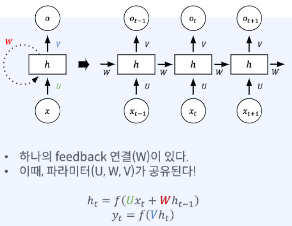 o o_{t-1} o_t o_{t+1}
W V V V V
h h h h
W W W W
U U U U
x x_{t-1} x_t x_{t+1}
• 하나의 feedback 연결(W)이 있다.
• 이때, 파라미터(U, W, V)가 공유된다!
h_t = f(Ux_t + Wh_{t-1})
y_t = f(Vh_t)